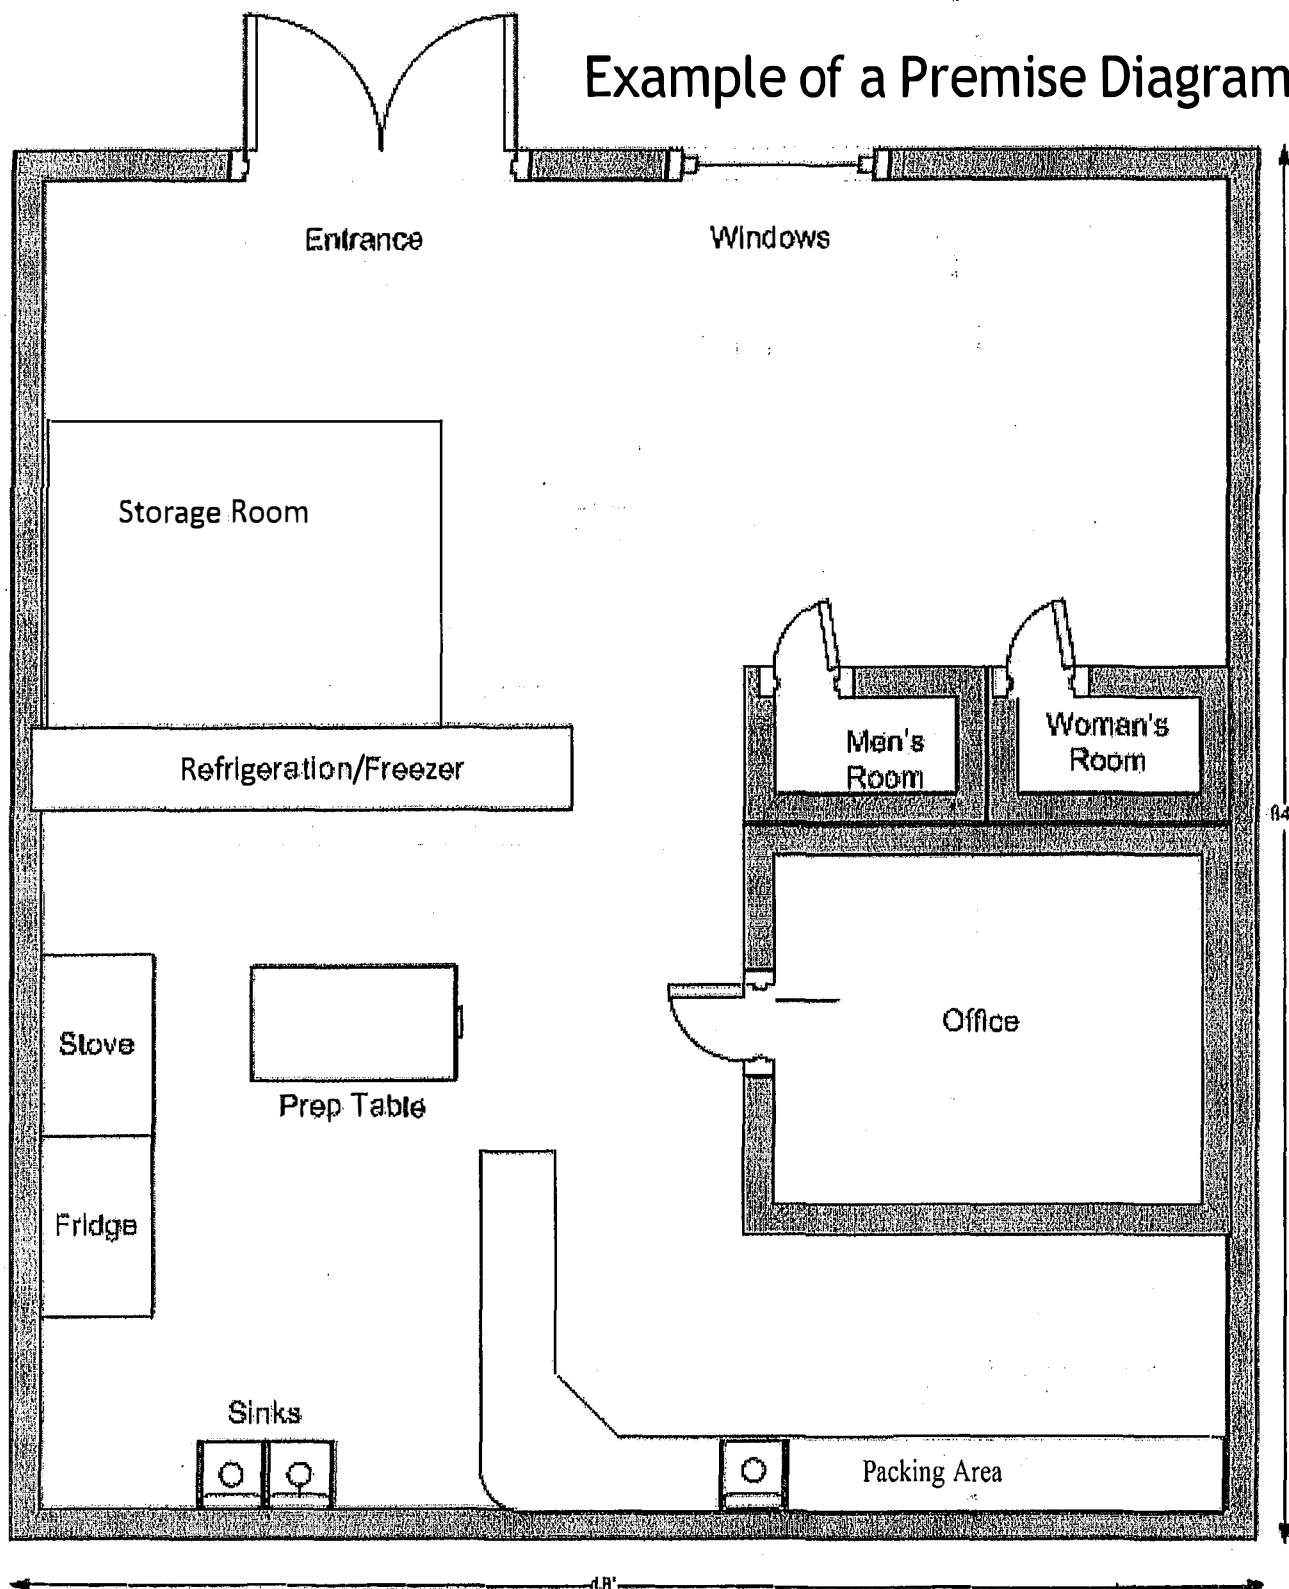 Example of a Premise Diagram
Entrance
Windows
Storage Room
Men's
Room
Woman's
Room
Refrigeration/Freezer
Office
Stove
Prep Table
Fridge
Sinks
Packing Area